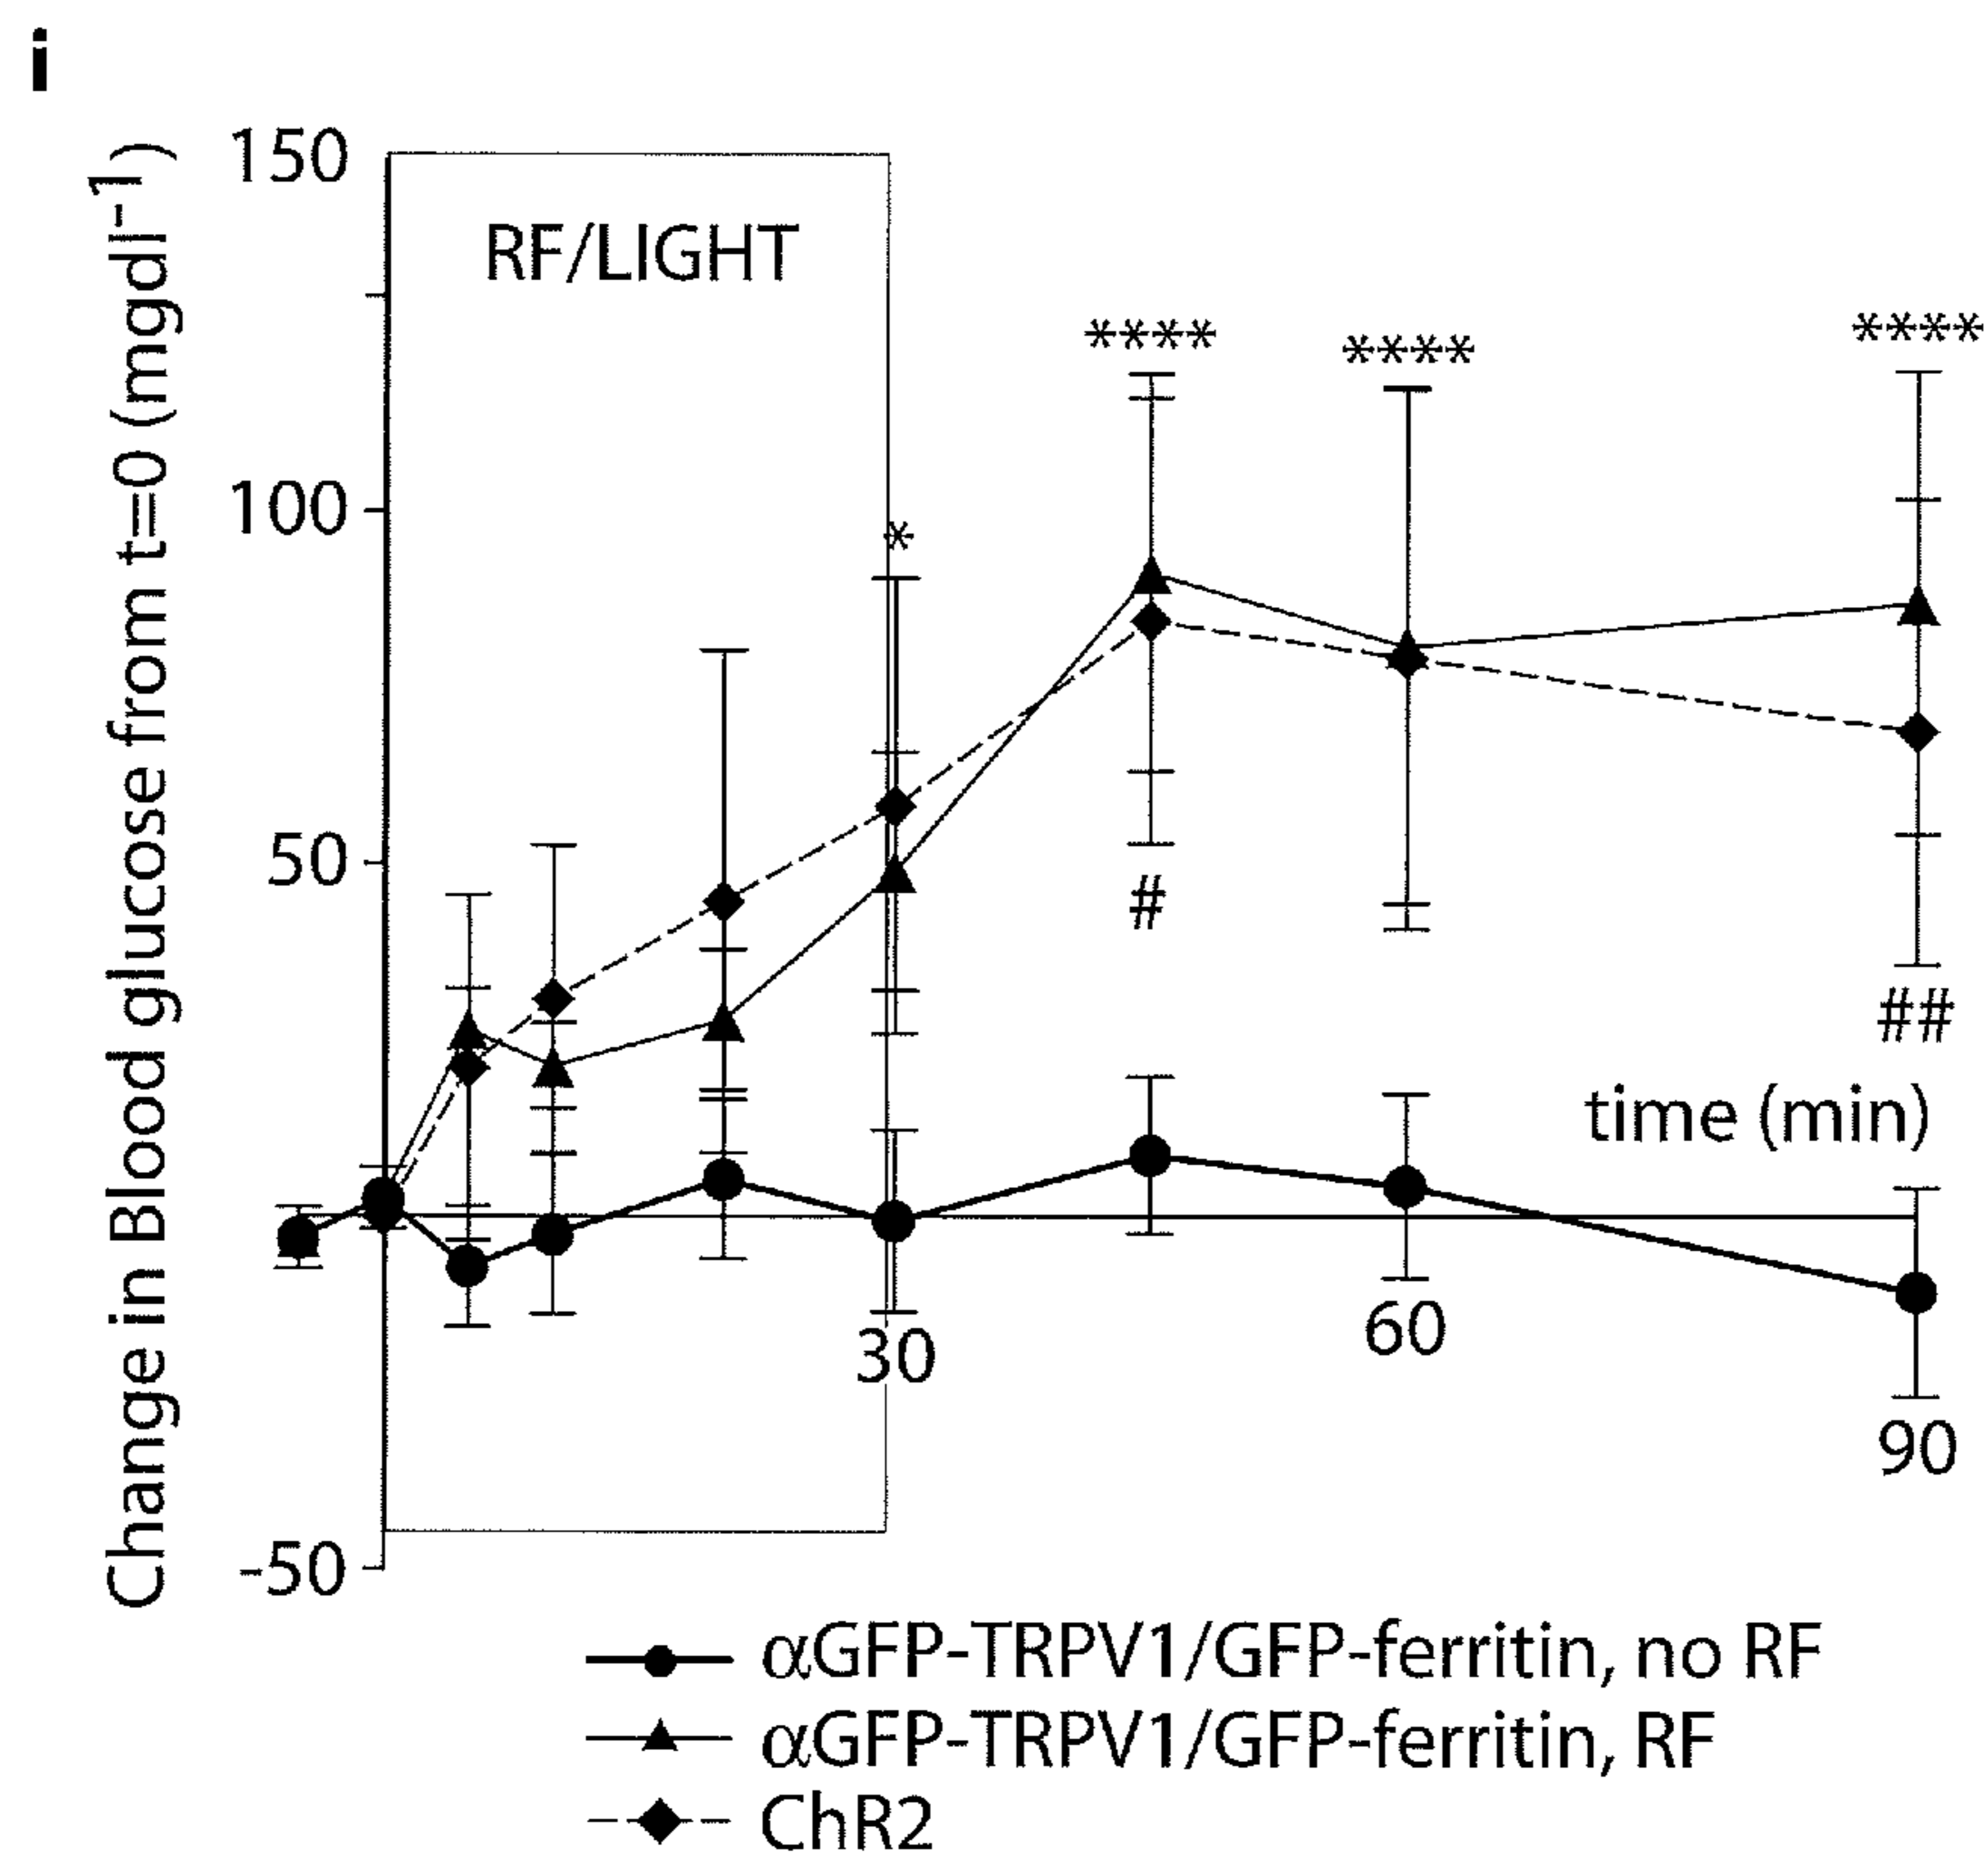 i
Change in Blood glucose from t=0 (mgdl⁻¹)
150
RF/LIGHT
****
****
****
100
*
50
#
##
time (min)
30
60
90
-50
αGFP-TRPV1/GFP-ferritin, no RF
αGFP-TRPV1/GFP-ferritin, RF
ChR2